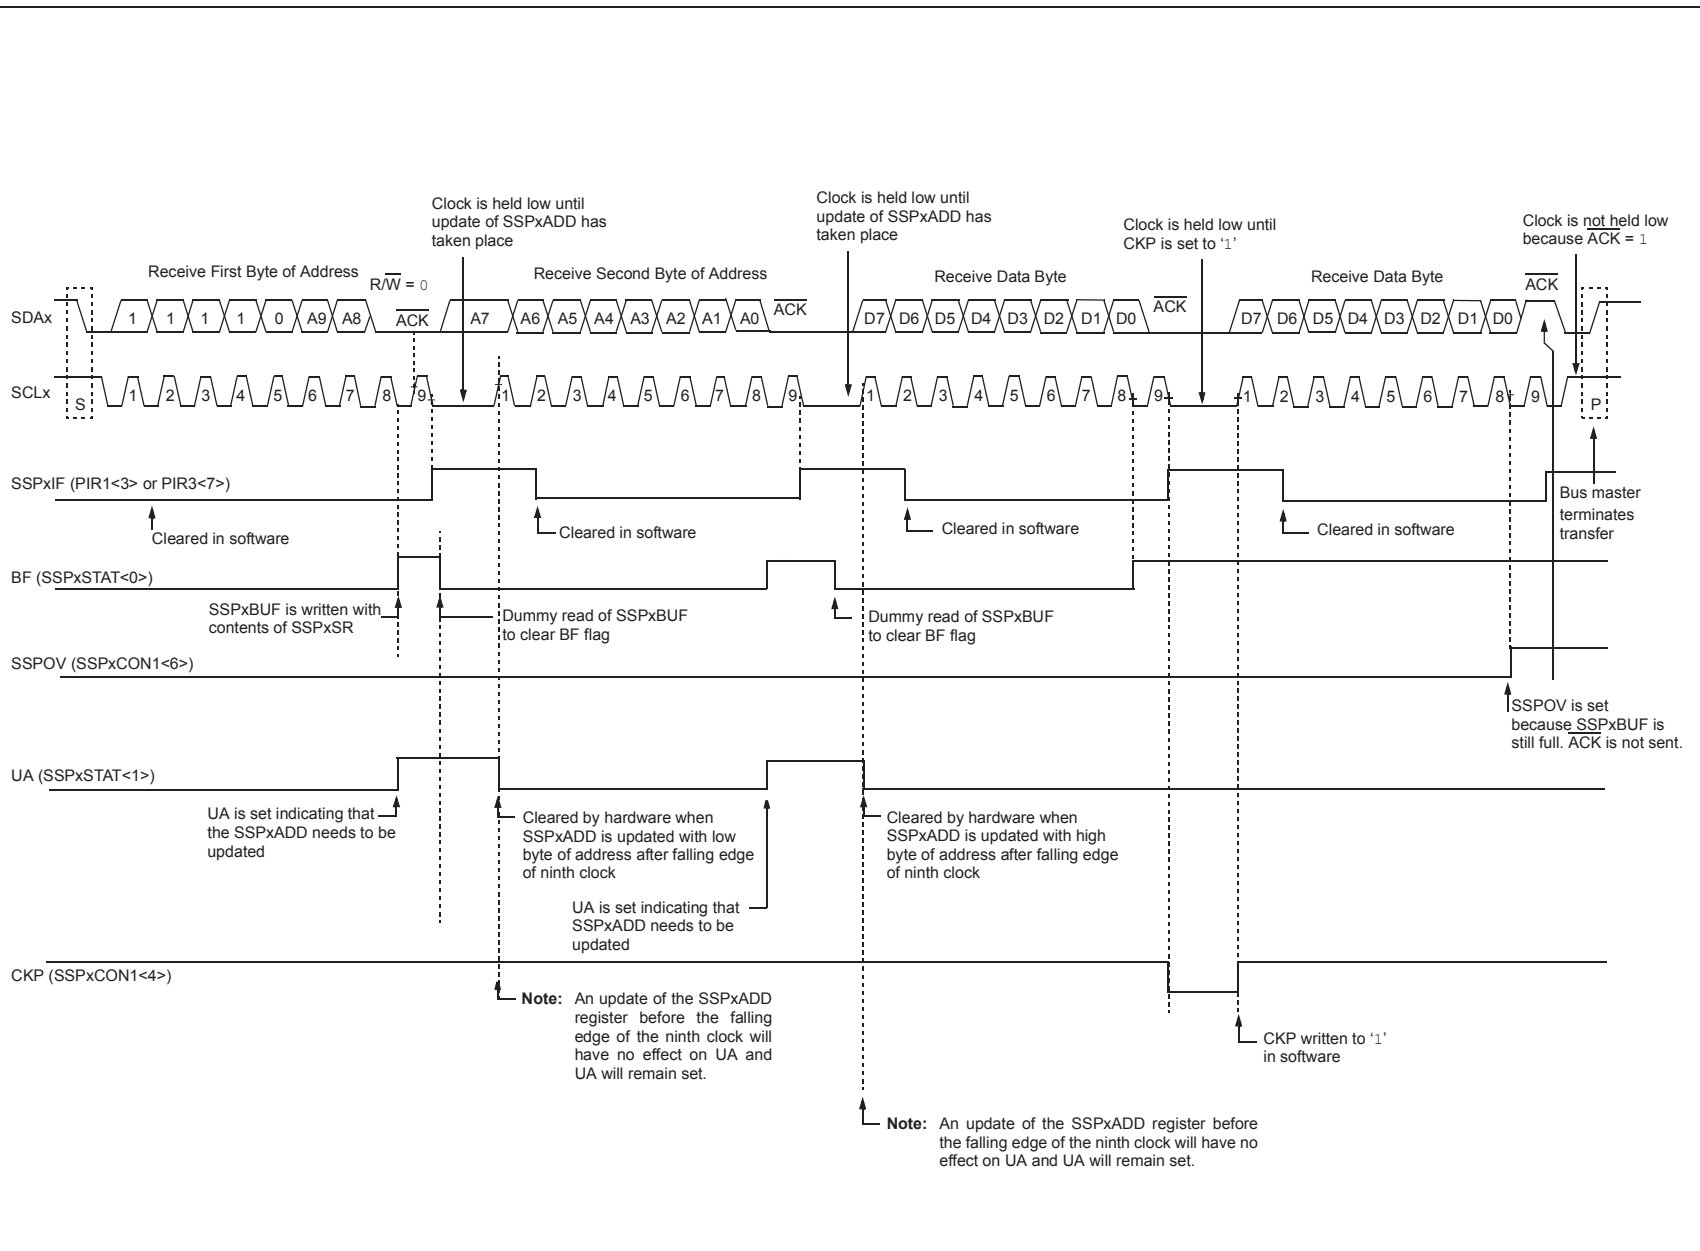 Clock is held low until
update of SSPxADD has
taken place
Clock is held low until
update of SSPxADD has
taken place
Clock is held low until
CKP is set to ‘1’
Clock is not held low
because ACK = 1
Receive First Byte of Address
R/W = 0
Receive Second Byte of Address
Receive Data Byte
Receive Data Byte
SDAx
1 1 1 1 0 A9 A8 ACK A7 A6 A5 A4 A3 A2 A1 A0 ACK D7 D6 D5 D4 D3 D2 D1 D0 ACK D7 D6 D5 D4 D3 D2 D1 D0 ACK
SCLx
S 1 2 3 4 5 6 7 8 9 1 2 3 4 5 6 7 8 9 1 2 3 4 5 6 7 8 9 1 2 3 4 5 6 7 8 9 P
SSPxIF (PIR1<3> or PIR3<7>)
Cleared in software
Cleared in software
Cleared in software
Cleared in software
Bus master
terminates
transfer
BF (SSPxSTAT<0>)
SSPxBUF is written with
contents of SSPxSR
Dummy read of SSPxBUF
to clear BF flag
Dummy read of SSPxBUF
to clear BF flag
SSPOV (SSPxCON1<6>)
SSPOV is set
because SSPxBUF is
still full. ACK is not sent.
UA (SSPxSTAT<1>)
UA is set indicating that
the SSPxADD needs to be
updated
Cleared by hardware when
SSPxADD is updated with low
byte of address after falling edge
of ninth clock
Cleared by hardware when
SSPxADD is updated with high
byte of address after falling edge
of ninth clock
UA is set indicating that
SSPxADD needs to be
updated
CKP (SSPxCON1<4>)
Note: An update of the SSPxADD
register before the falling
edge of the ninth clock will
have no effect on UA and
UA will remain set.
CKP written to ‘1’
in software
Note: An update of the SSPxADD register before
the falling edge of the ninth clock will have no
effect on UA and UA will remain set.